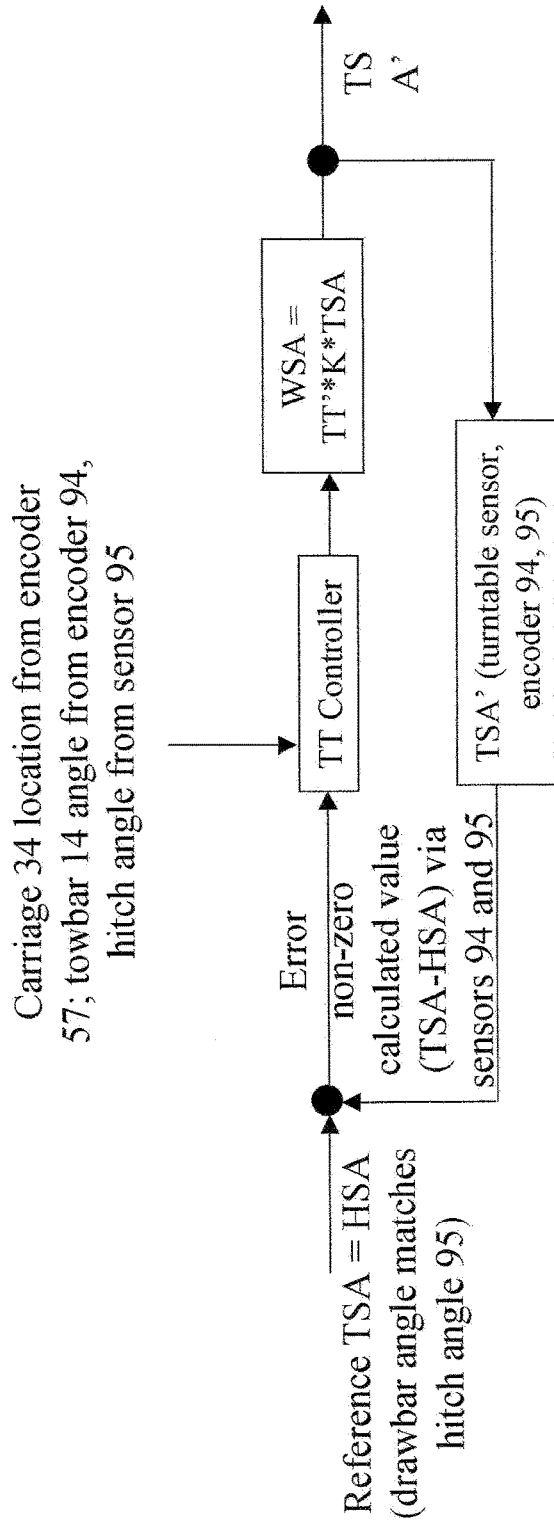 Carriage 34 location from encoder
57; towbar 14 angle from encoder 94,
hitch angle from sensor 95
Reference TSA = HSA
(drawbar angle matches
hitch angle 95)
Error
non-zero
calculated value
(TSA-HSA) via
sensors 94 and 95
TT Controller
WSA =
TT'*K*TSA
TS
A'
TSA' (turntable sensor,
encoder 94, 95)